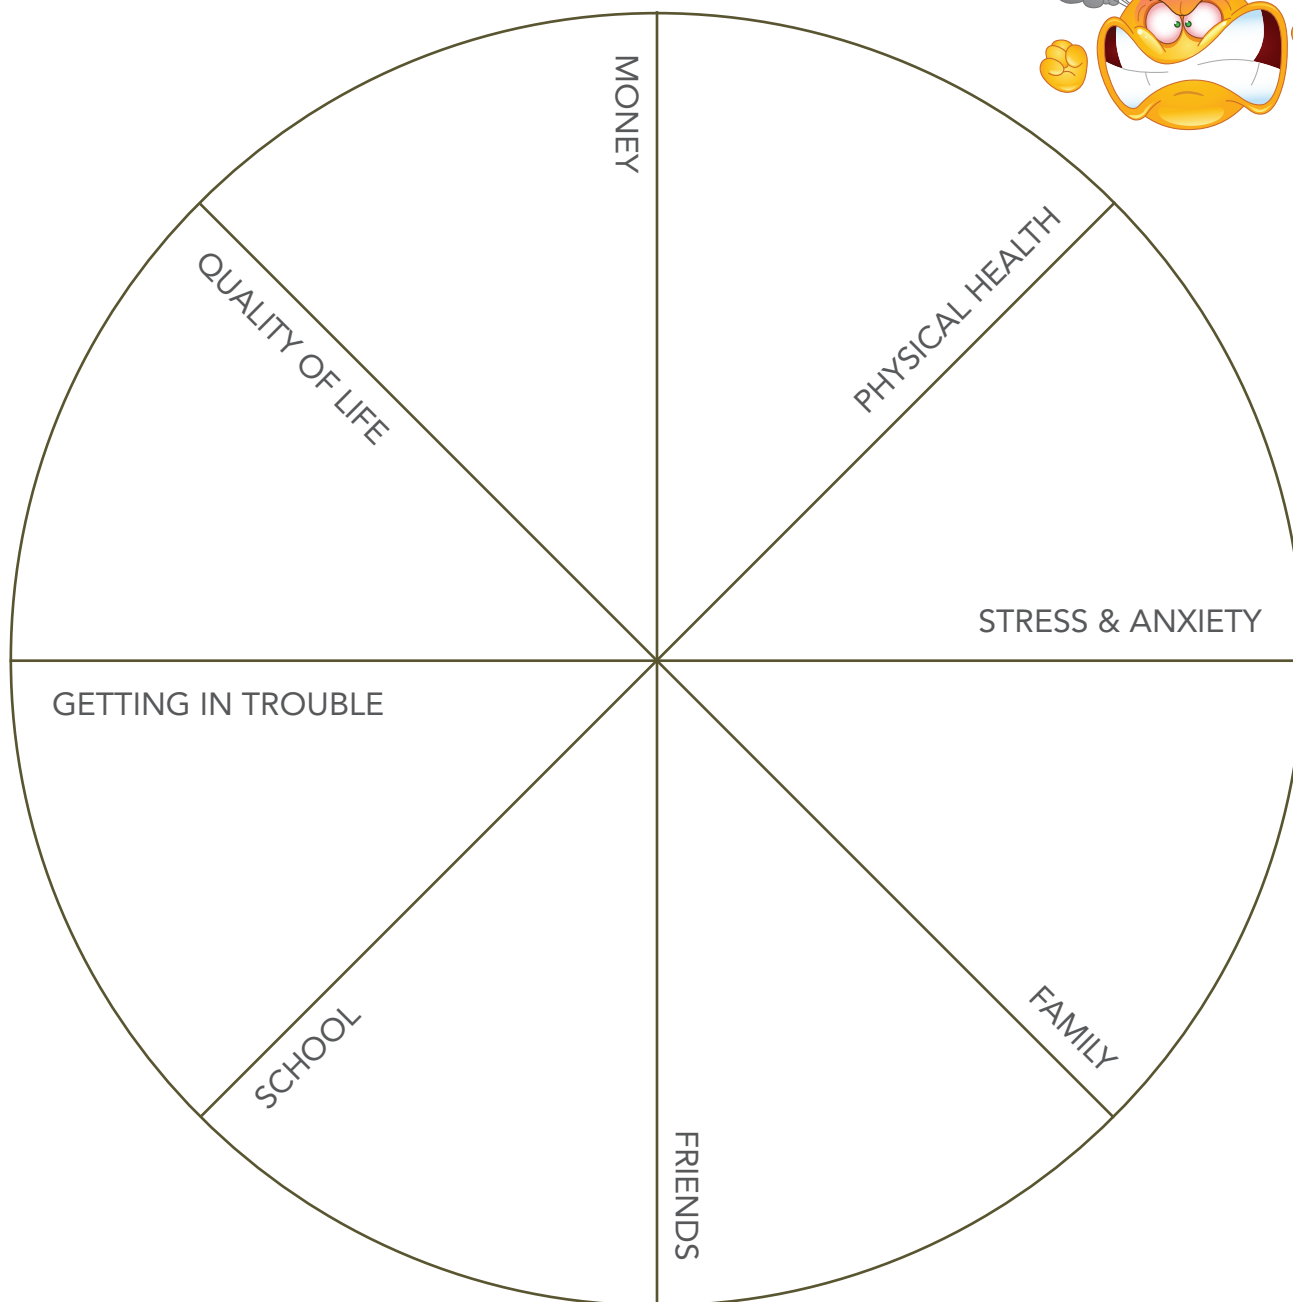 MONEY
PHYSICAL HEALTH
STRESS & ANXIETY
FAMILY
FRIENDS
SCHOOL
GETTING IN TROUBLE
QUALITY OF LIFE